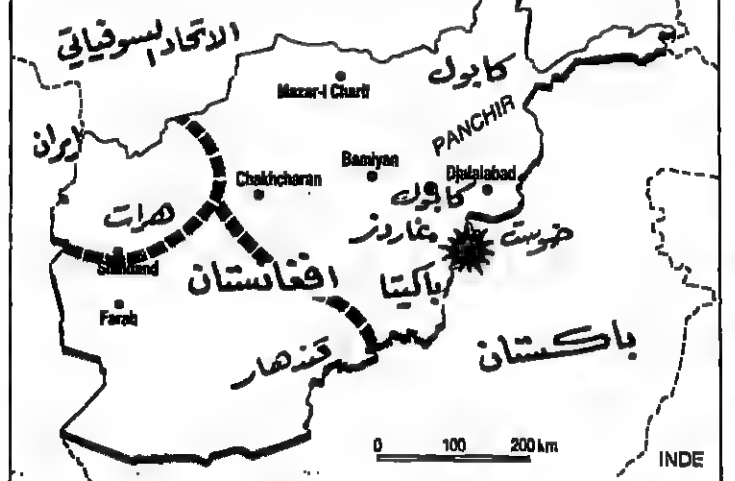 الاتحاد السوفياتي
كابول
Mazar-i Charif
PANCHIR
ايران
Bamiyan
Djalalabad
Chakhcharan
كابول
هرات
غاردز
خوست
Shindand
افغانستان
باكيتا
Farah
قندهار
باكستان
0 100 200 km
INDE